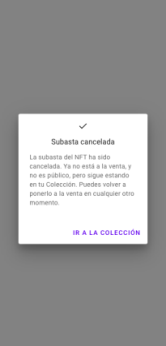 Subasta cancelada
La subasta del NFT ha sido
cancelada. Ya no está a la venta, y
no es público, pero sigue estando
en tu Colección. Puedes volver a
ponerlo a la venta en cualquier otro
momento.
IR A LA COLECCIÓN